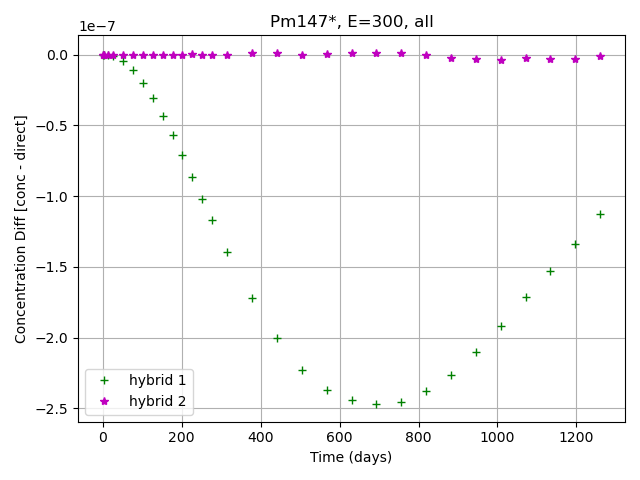 Pm147*, E=300, all
1e−7
0.0
−0.5
−1.0
−1.5
−2.0
−2.5
Concentration Diff [conc - direct]
hybrid 1
hybrid 2
0 200 400 600 800 1000 1200
Time (days)